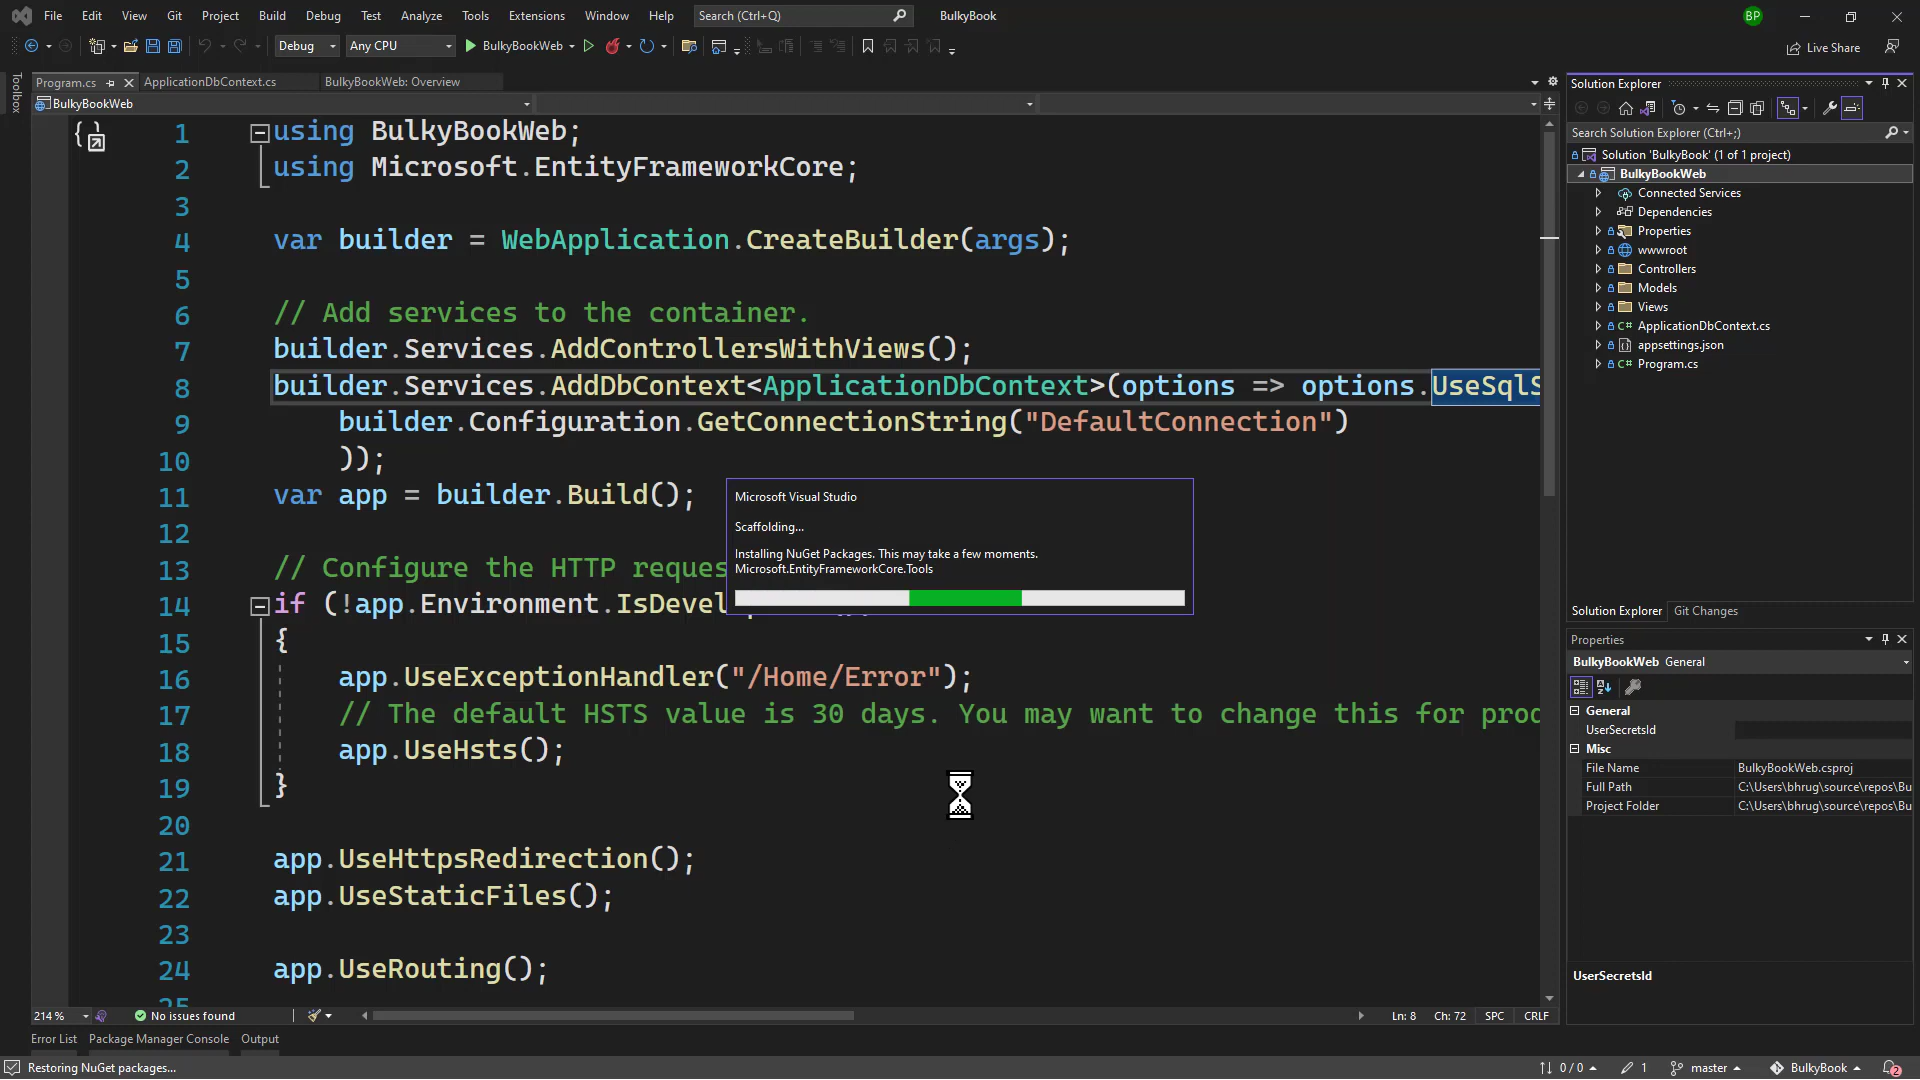 File Edit View Git Project Build Debug Test Analyze Tools Extensions Window Help Search (Ctrl+Q) BulkyBook BP
Debug Any CPU BulkyBookWeb Live Share
Toolbox
Program.cs ApplicationDbContext.cs BulkyBookWeb: Overview
BulkyBookWeb
1 using BulkyBookWeb;
2 using Microsoft.EntityFrameworkCore;
3
4 var builder = WebApplication.CreateBuilder(args);
5
6 // Add services to the container.
7 builder.Services.AddControllersWithViews();
8 builder.Services.AddDbContext<ApplicationDbContext>(options => options.UseSqlS
9 builder.Configuration.GetConnectionString("DefaultConnection")
10 ));
11 var app = builder.Build();
12
13 // Configure the HTTP reques
14 if (!app.Environment.IsDevel
15 {
16 app.UseExceptionHandler("/Home/Error");
17 // The default HSTS value is 30 days. You may want to change this for prod
18 app.UseHsts();
19 }
20
21 app.UseHttpsRedirection();
22 app.UseStaticFiles();
23
24 app.UseRouting();
25
Microsoft Visual Studio
Scaffolding...
Installing NuGet Packages. This may take a few moments.
Microsoft.EntityFrameworkCore.Tools
214 % No issues found Ln: 8 Ch: 72 SPC CRLF
Error List Package Manager Console Output
Solution Explorer
Search Solution Explorer (Ctrl+;)
Solution 'BulkyBook' (1 of 1 project)
BulkyBookWeb
Connected Services
Dependencies
Properties
wwwroot
Controllers
Models
Views
C# ApplicationDbContext.cs
appsettings.json
C# Program.cs
Solution Explorer Git Changes
Properties
BulkyBookWeb General
General
UserSecretsId
Misc
File Name BulkyBookWeb.csproj
Full Path C:\Users\bhrug\source\repos\Bu
Project Folder C:\Users\bhrug\source\repos\Bu
UserSecretsId
Restoring NuGet packages... 0 / 0 1 master BulkyBook 2